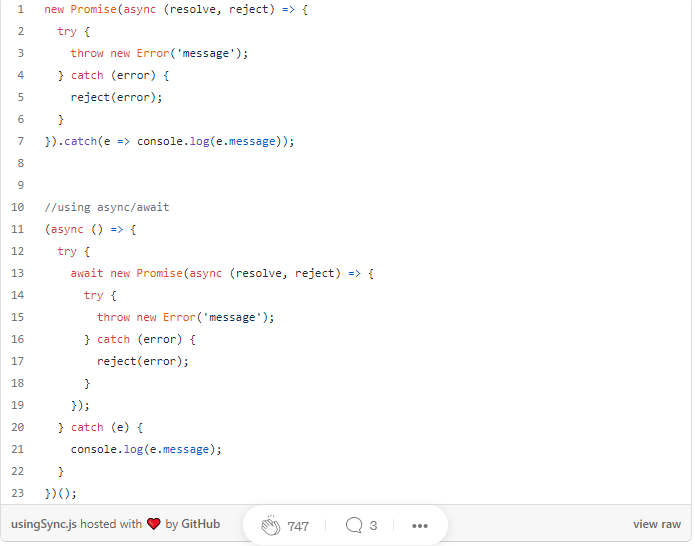 1 new Promise(async (resolve, reject) => {
2 try {
3 throw new Error('message');
4 } catch (error) {
5 reject(error);
6 }
7 }).catch(e => console.log(e.message));
8
9
10 //using async/await
11 (async () => {
12 try {
13 await new Promise(async (resolve, reject) => {
14 try {
15 throw new Error('message');
16 } catch (error) {
17 reject(error);
18 }
19 });
20 } catch (e) {
21 console.log(e.message);
22 }
23 })();
usingSync.js hosted with ❤ by GitHub 747 3 view raw